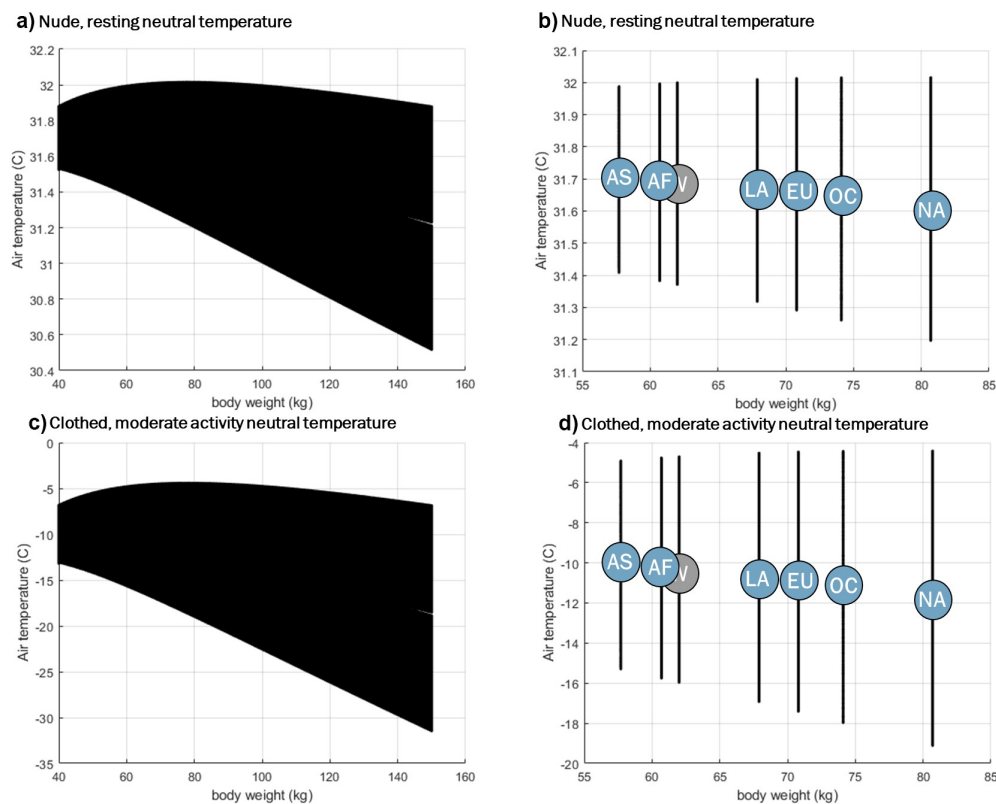 a) Nude, resting neutral temperature
32.2
32
31.8
31.6
31.4
31.2
31
30.8
30.6
30.4
Air temperature (C)
40 60 80 100 120 140 160
body weight (kg)
b) Nude, resting neutral temperature
32.1
32
31.9
31.8
31.7
31.6
31.5
31.4
31.3
31.2
31.1
Air temperature (C)
AS AF LA EU OC NA
55 60 65 70 75 80 85
body weight (kg)
c) Clothed, moderate activity neutral temperature
0
-5
-10
-15
-20
-25
-30
-35
Air temperature (C)
40 60 80 100 120 140 160
body weight (kg)
d) Clothed, moderate activity neutral temperature
-4
-6
-8
-10
-12
-14
-16
-18
-20
Air temperature (C)
AS AF LA EU OC NA
55 60 65 70 75 80 85
body weight (kg)